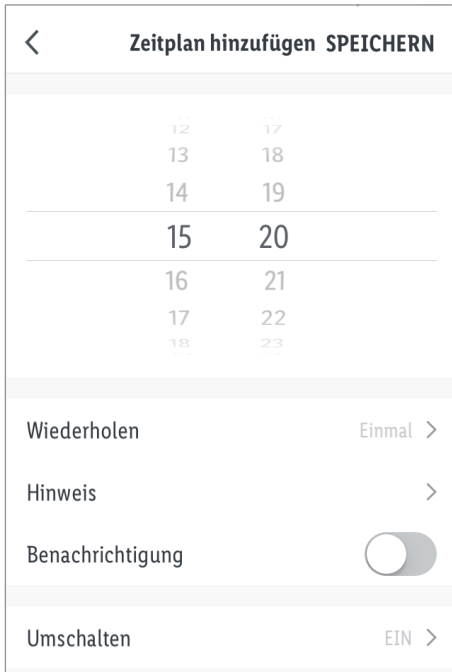 Zeitplan hinzufügen SPEICHERN
12 17
13 18
14 19
15 20
16 21
17 22
18 23
Wiederholen Einmal
Hinweis
Benachrichtigung
Umschalten EIN